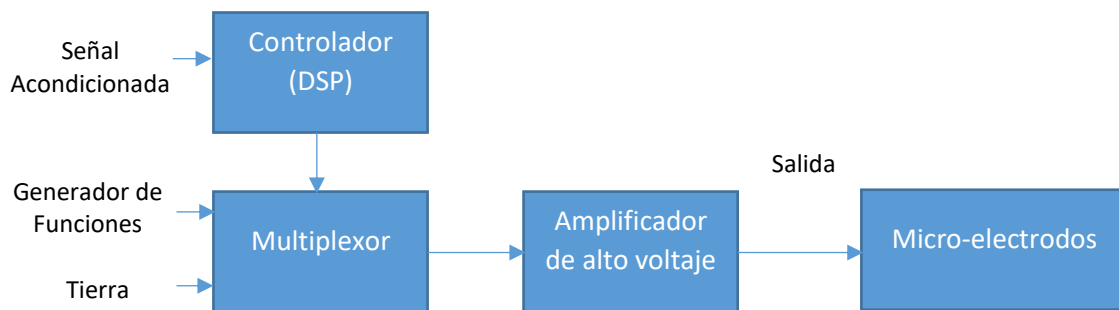 Señal
Acondicionada
Controlador
(DSP)
Generador de
Funciones
Tierra
Multiplexor
Amplificador
de alto voltaje
Salida
Micro-electrodos